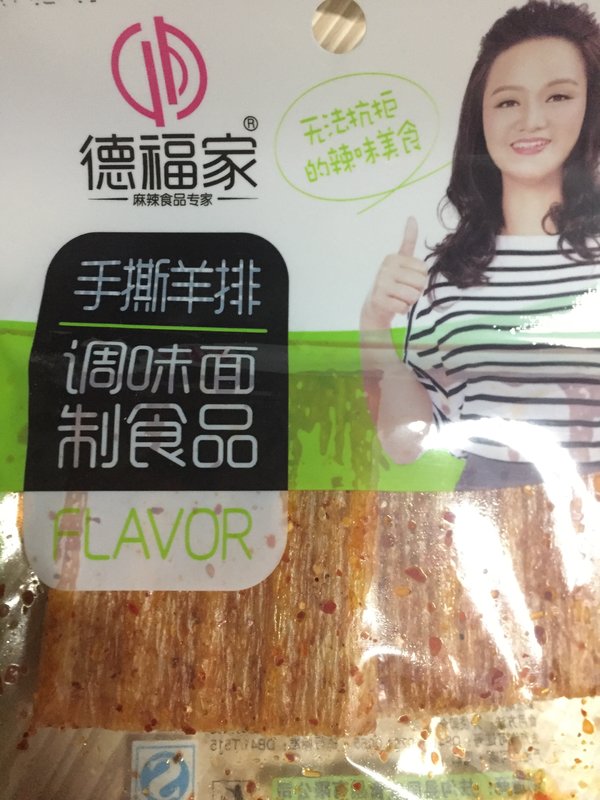 德福家®
麻辣食品专家
无法抗拒
的辣味美食
手撕羊排
调味面
制食品
FLAVOR